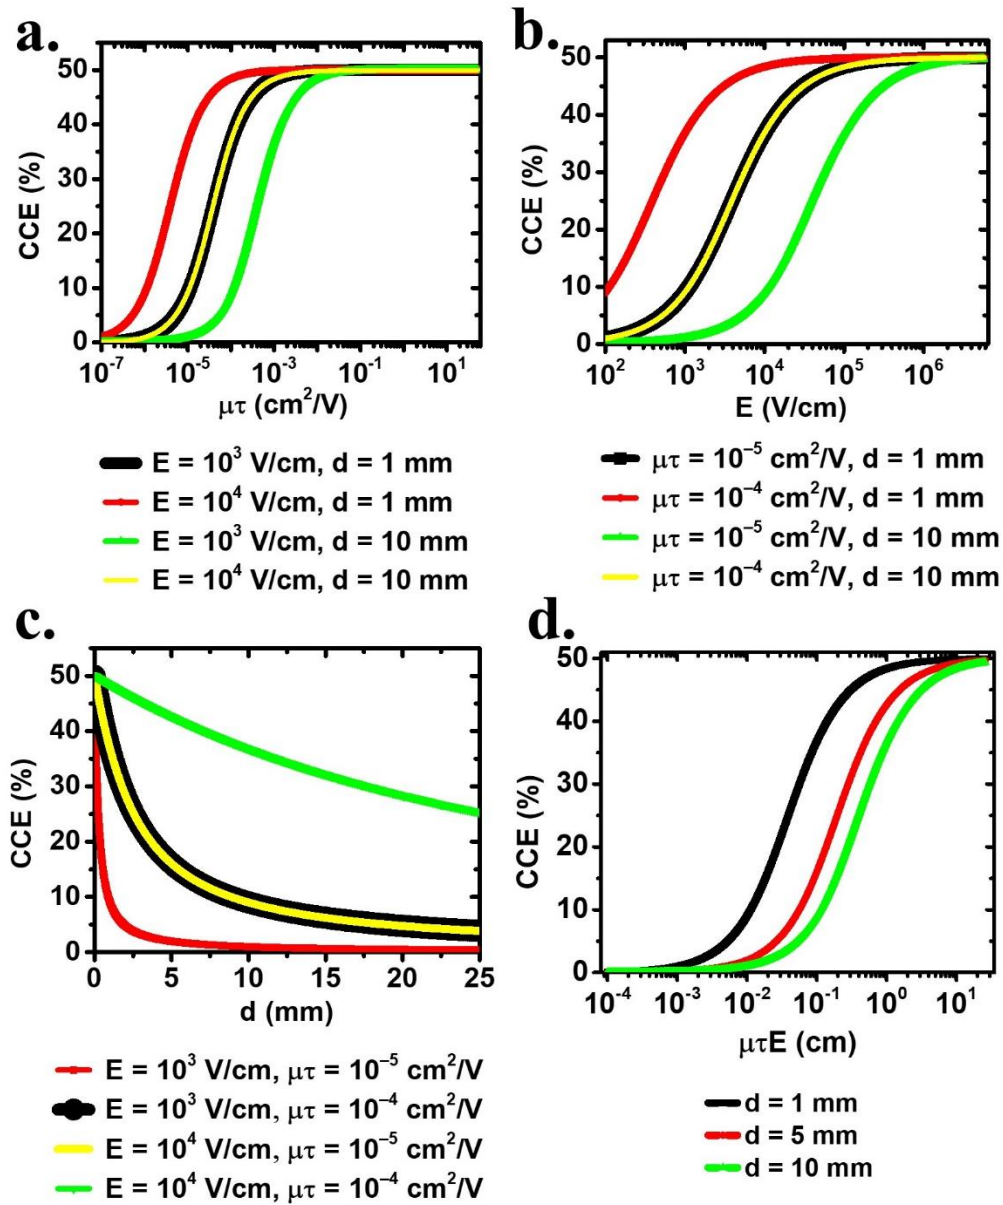 a.
CCE (%)
50
40
30
20
10
0
10⁻⁷ 10⁻⁵ 10⁻³ 10⁻¹ 10¹
μτ (cm²/V)
E = 10³ V/cm, d = 1 mm
E = 10⁴ V/cm, d = 1 mm
E = 10³ V/cm, d = 10 mm
E = 10⁴ V/cm, d = 10 mm
b.
CCE (%)
50
40
30
20
10
0
10² 10³ 10⁴ 10⁵ 10⁶
E (V/cm)
μτ = 10⁻⁵ cm²/V, d = 1 mm
μτ = 10⁻⁴ cm²/V, d = 1 mm
μτ = 10⁻⁵ cm²/V, d = 10 mm
μτ = 10⁻⁴ cm²/V, d = 10 mm
c.
CCE (%)
50
40
30
20
10
0
0 5 10 15 20 25
d (mm)
E = 10³ V/cm, μτ = 10⁻⁵ cm²/V
E = 10³ V/cm, μτ = 10⁻⁴ cm²/V
E = 10⁴ V/cm, μτ = 10⁻⁵ cm²/V
E = 10⁴ V/cm, μτ = 10⁻⁴ cm²/V
d.
CCE (%)
50
40
30
20
10
0
10⁻⁴ 10⁻³ 10⁻² 10⁻¹ 10⁰ 10¹
μτE (cm)
d = 1 mm
d = 5 mm
d = 10 mm